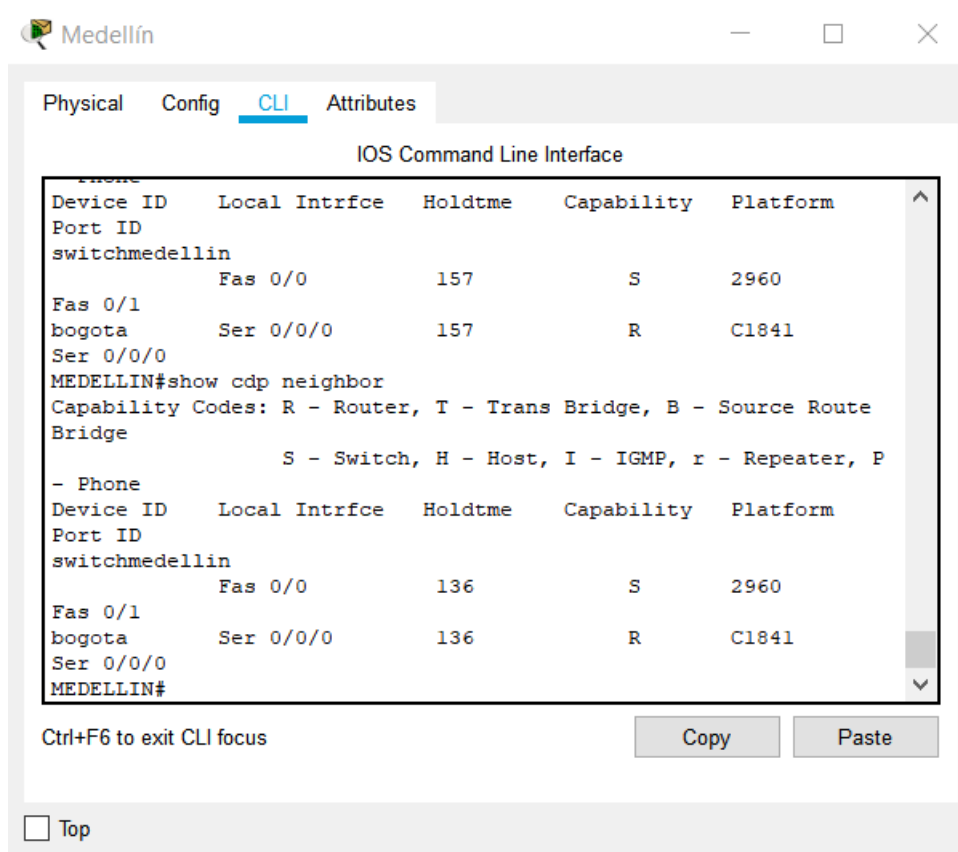 Medellín
Physical Config CLI Attributes
IOS Command Line Interface
- Phone
Device ID Local Intrfce Holdtme Capability Platform
Port ID
switchmedellin
Fas 0/0 157 S 2960
Fas 0/1
bogota Ser 0/0/0 157 R C1841
Ser 0/0/0
MEDELLIN#show cdp neighbor
Capability Codes: R - Router, T - Trans Bridge, B - Source Route
Bridge
S - Switch, H - Host, I - IGMP, r - Repeater, P
- Phone
Device ID Local Intrfce Holdtme Capability Platform
Port ID
switchmedellin
Fas 0/0 136 S 2960
Fas 0/1
bogota Ser 0/0/0 136 R C1841
Ser 0/0/0
MEDELLIN#
Ctrl+F6 to exit CLI focus
Copy Paste
Top